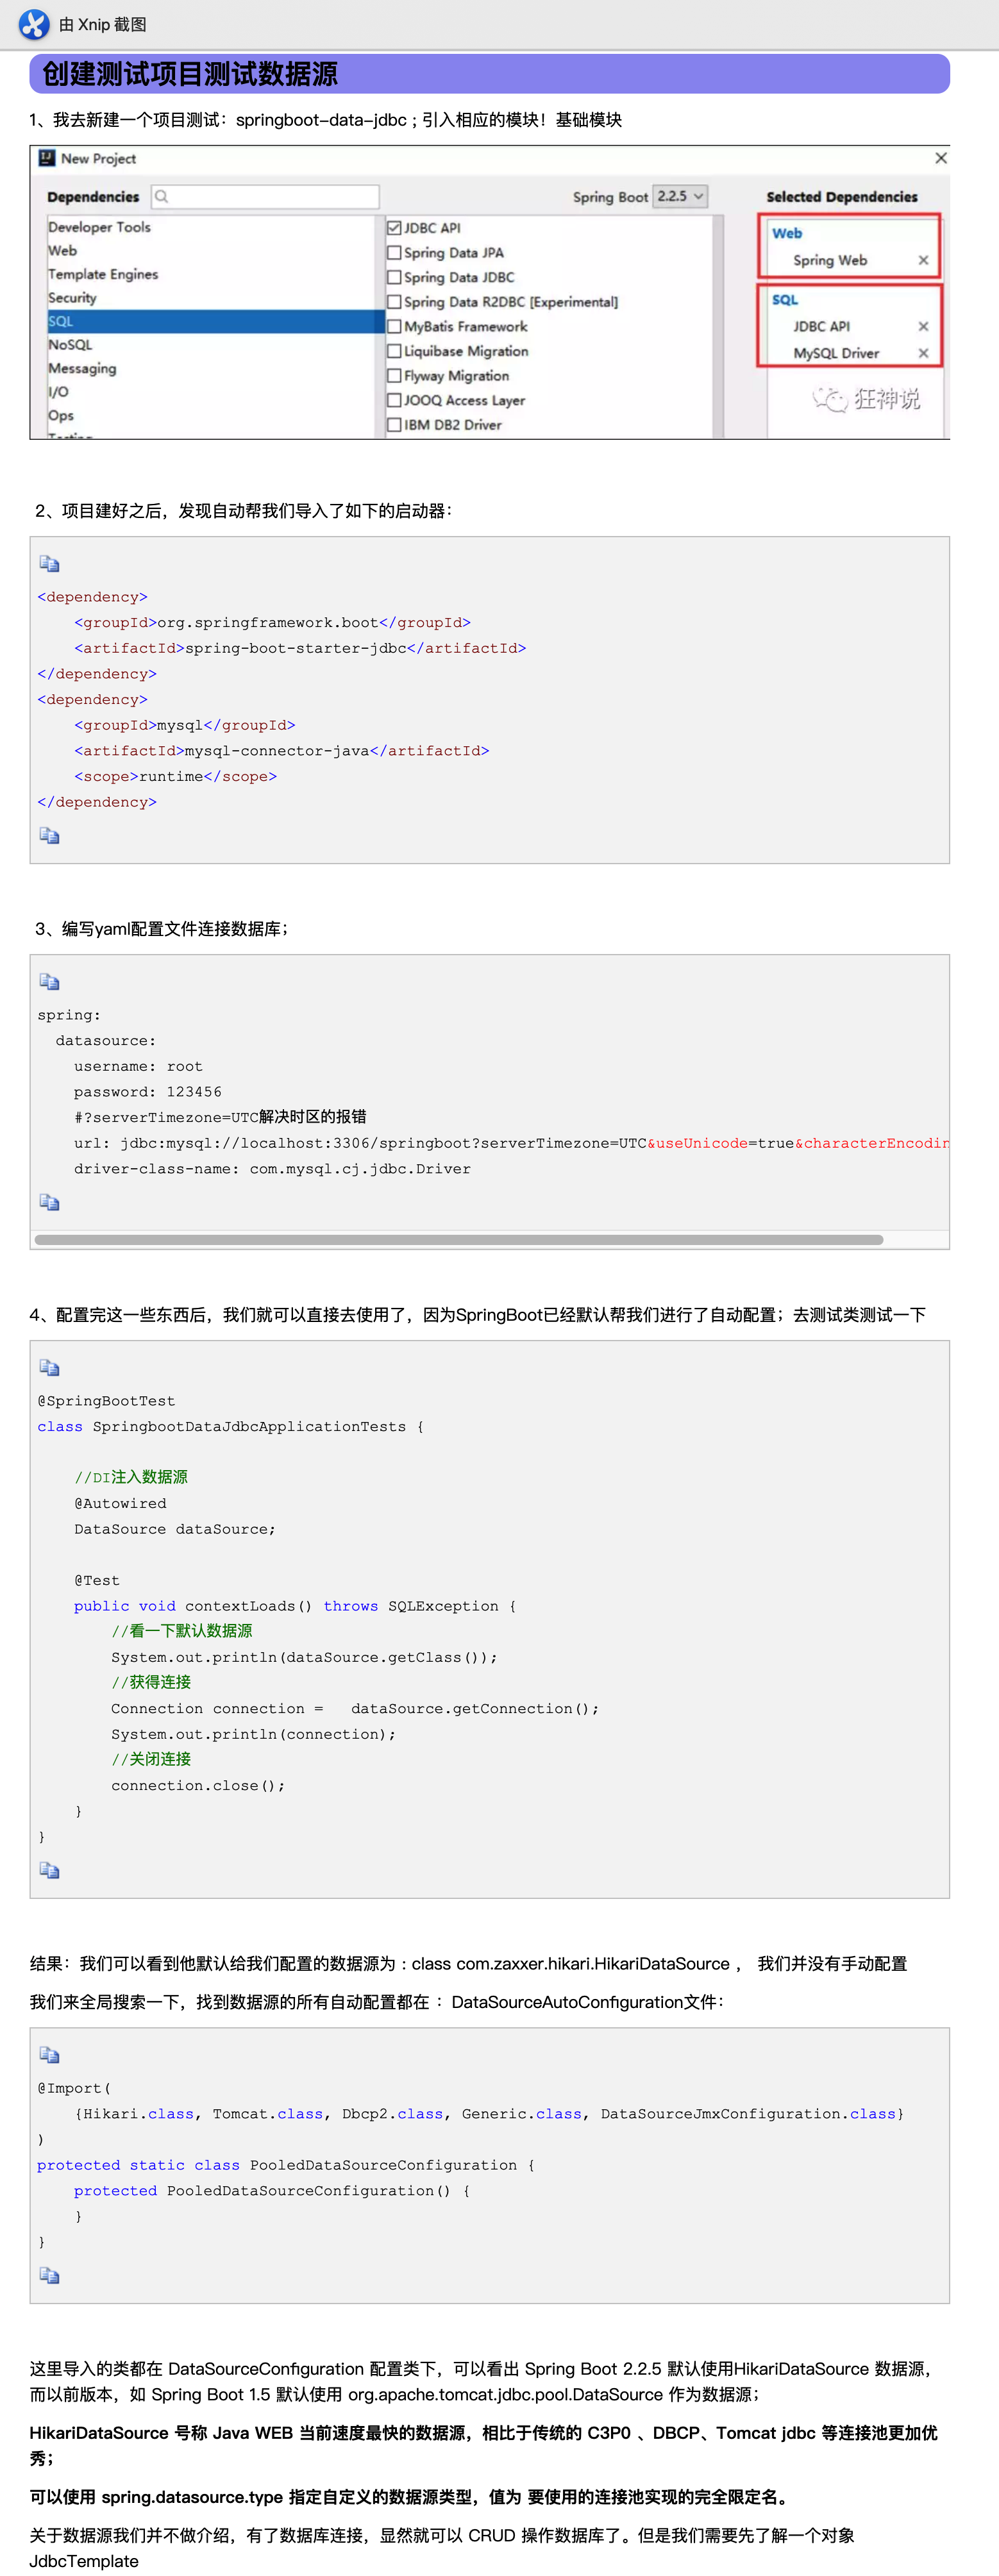 由 Xnip 截图
创建测试项目测试数据源
1、我去新建一个项目测试：springboot-data-jdbc ; 引入相应的模块！基础模块
New Project
Dependencies
Spring Boot 2.2.5
Selected Dependencies
Developer Tools
Web
Template Engines
Security
SQL
NoSQL
Messaging
I/O
Ops
Testing
JDBC API
Spring Data JPA
Spring Data JDBC
Spring Data R2DBC [Experimental]
MyBatis Framework
Liquibase Migration
Flyway Migration
JOOQ Access Layer
IBM DB2 Driver
Web
Spring Web
SQL
JDBC API
MySQL Driver
狂神说
2、项目建好之后，发现自动帮我们导入了如下的启动器：
<dependency>
    <groupId>org.springframework.boot</groupId>
    <artifactId>spring-boot-starter-jdbc</artifactId>
</dependency>
<dependency>
    <groupId>mysql</groupId>
    <artifactId>mysql-connector-java</artifactId>
    <scope>runtime</scope>
</dependency>
3、编写yaml配置文件连接数据库；
spring:
  datasource:
    username: root
    password: 123456
    #?serverTimezone=UTC解决时区的报错
    url: jdbc:mysql://localhost:3306/springboot?serverTimezone=UTC&useUnicode=true&characterEncodin
    driver-class-name: com.mysql.cj.jdbc.Driver
4、配置完这一些东西后，我们就可以直接去使用了，因为SpringBoot已经默认帮我们进行了自动配置；去测试类测试一下
@SpringBootTest
class SpringbootDataJdbcApplicationTests {
    //DI注入数据源
    @Autowired
    DataSource dataSource;
    @Test
    public void contextLoads() throws SQLException {
        //看一下默认数据源
        System.out.println(dataSource.getClass());
        //获得连接
        Connection connection =   dataSource.getConnection();
        System.out.println(connection);
        //关闭连接
        connection.close();
    }
}
结果：我们可以看到他默认给我们配置的数据源为 : class com.zaxxer.hikari.HikariDataSource ， 我们并没有手动配置
我们来全局搜索一下，找到数据源的所有自动配置都在 ：DataSourceAutoConfiguration文件：
@Import(
    {Hikari.class, Tomcat.class, Dbcp2.class, Generic.class, DataSourceJmxConfiguration.class}
)
protected static class PooledDataSourceConfiguration {
    protected PooledDataSourceConfiguration() {
    }
}
这里导入的类都在 DataSourceConfiguration 配置类下，可以看出 Spring Boot 2.2.5 默认使用HikariDataSource 数据源，
而以前版本，如 Spring Boot 1.5 默认使用 org.apache.tomcat.jdbc.pool.DataSource 作为数据源；
HikariDataSource 号称 Java WEB 当前速度最快的数据源，相比于传统的 C3P0 、DBCP、Tomcat jdbc 等连接池更加优
秀；
可以使用 spring.datasource.type 指定自定义的数据源类型，值为 要使用的连接池实现的完全限定名。
关于数据源我们并不做介绍，有了数据库连接，显然就可以 CRUD 操作数据库了。但是我们需要先了解一个对象
JdbcTemplate